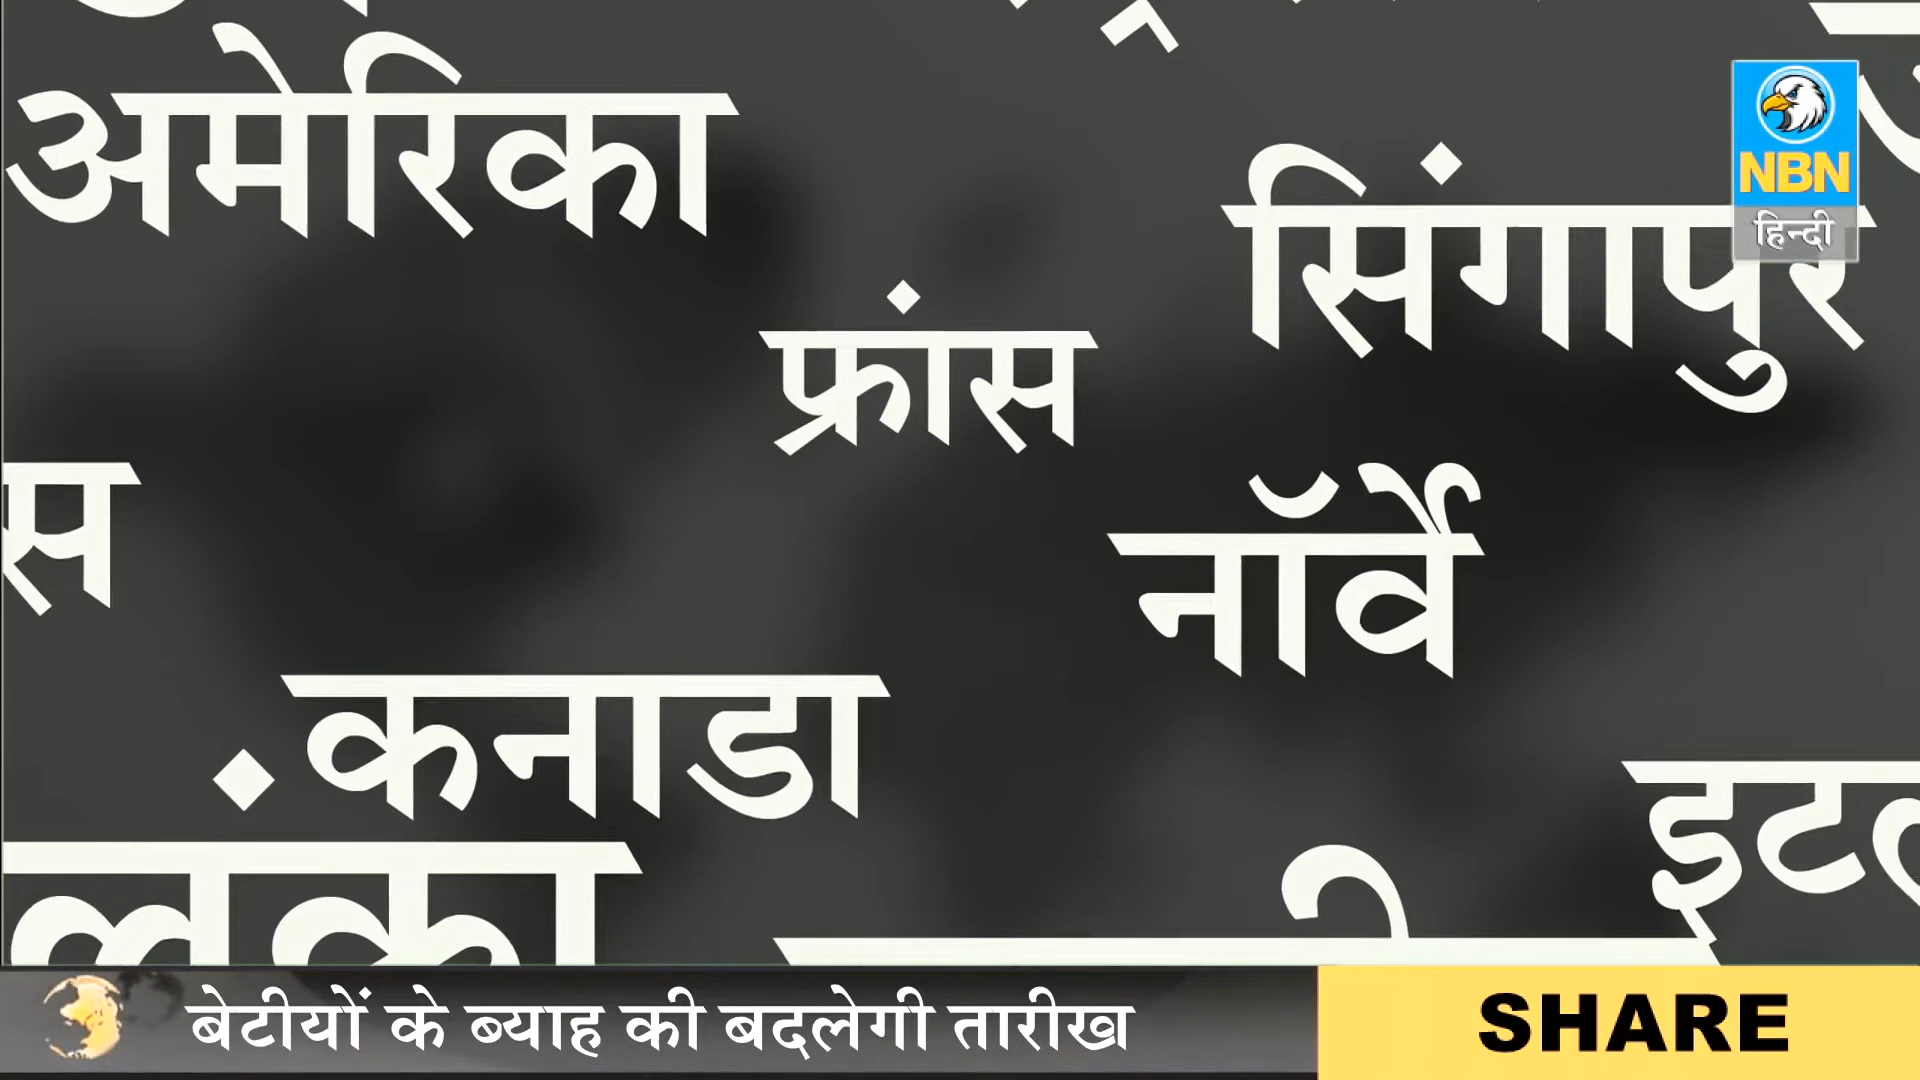 अमेरिका
NBN
हिन्दी
सिंगापुर
फ्रांस
नॉर्वे
कनाडा
बेटीयों के ब्याह की बदलेगी तारीख
SHARE